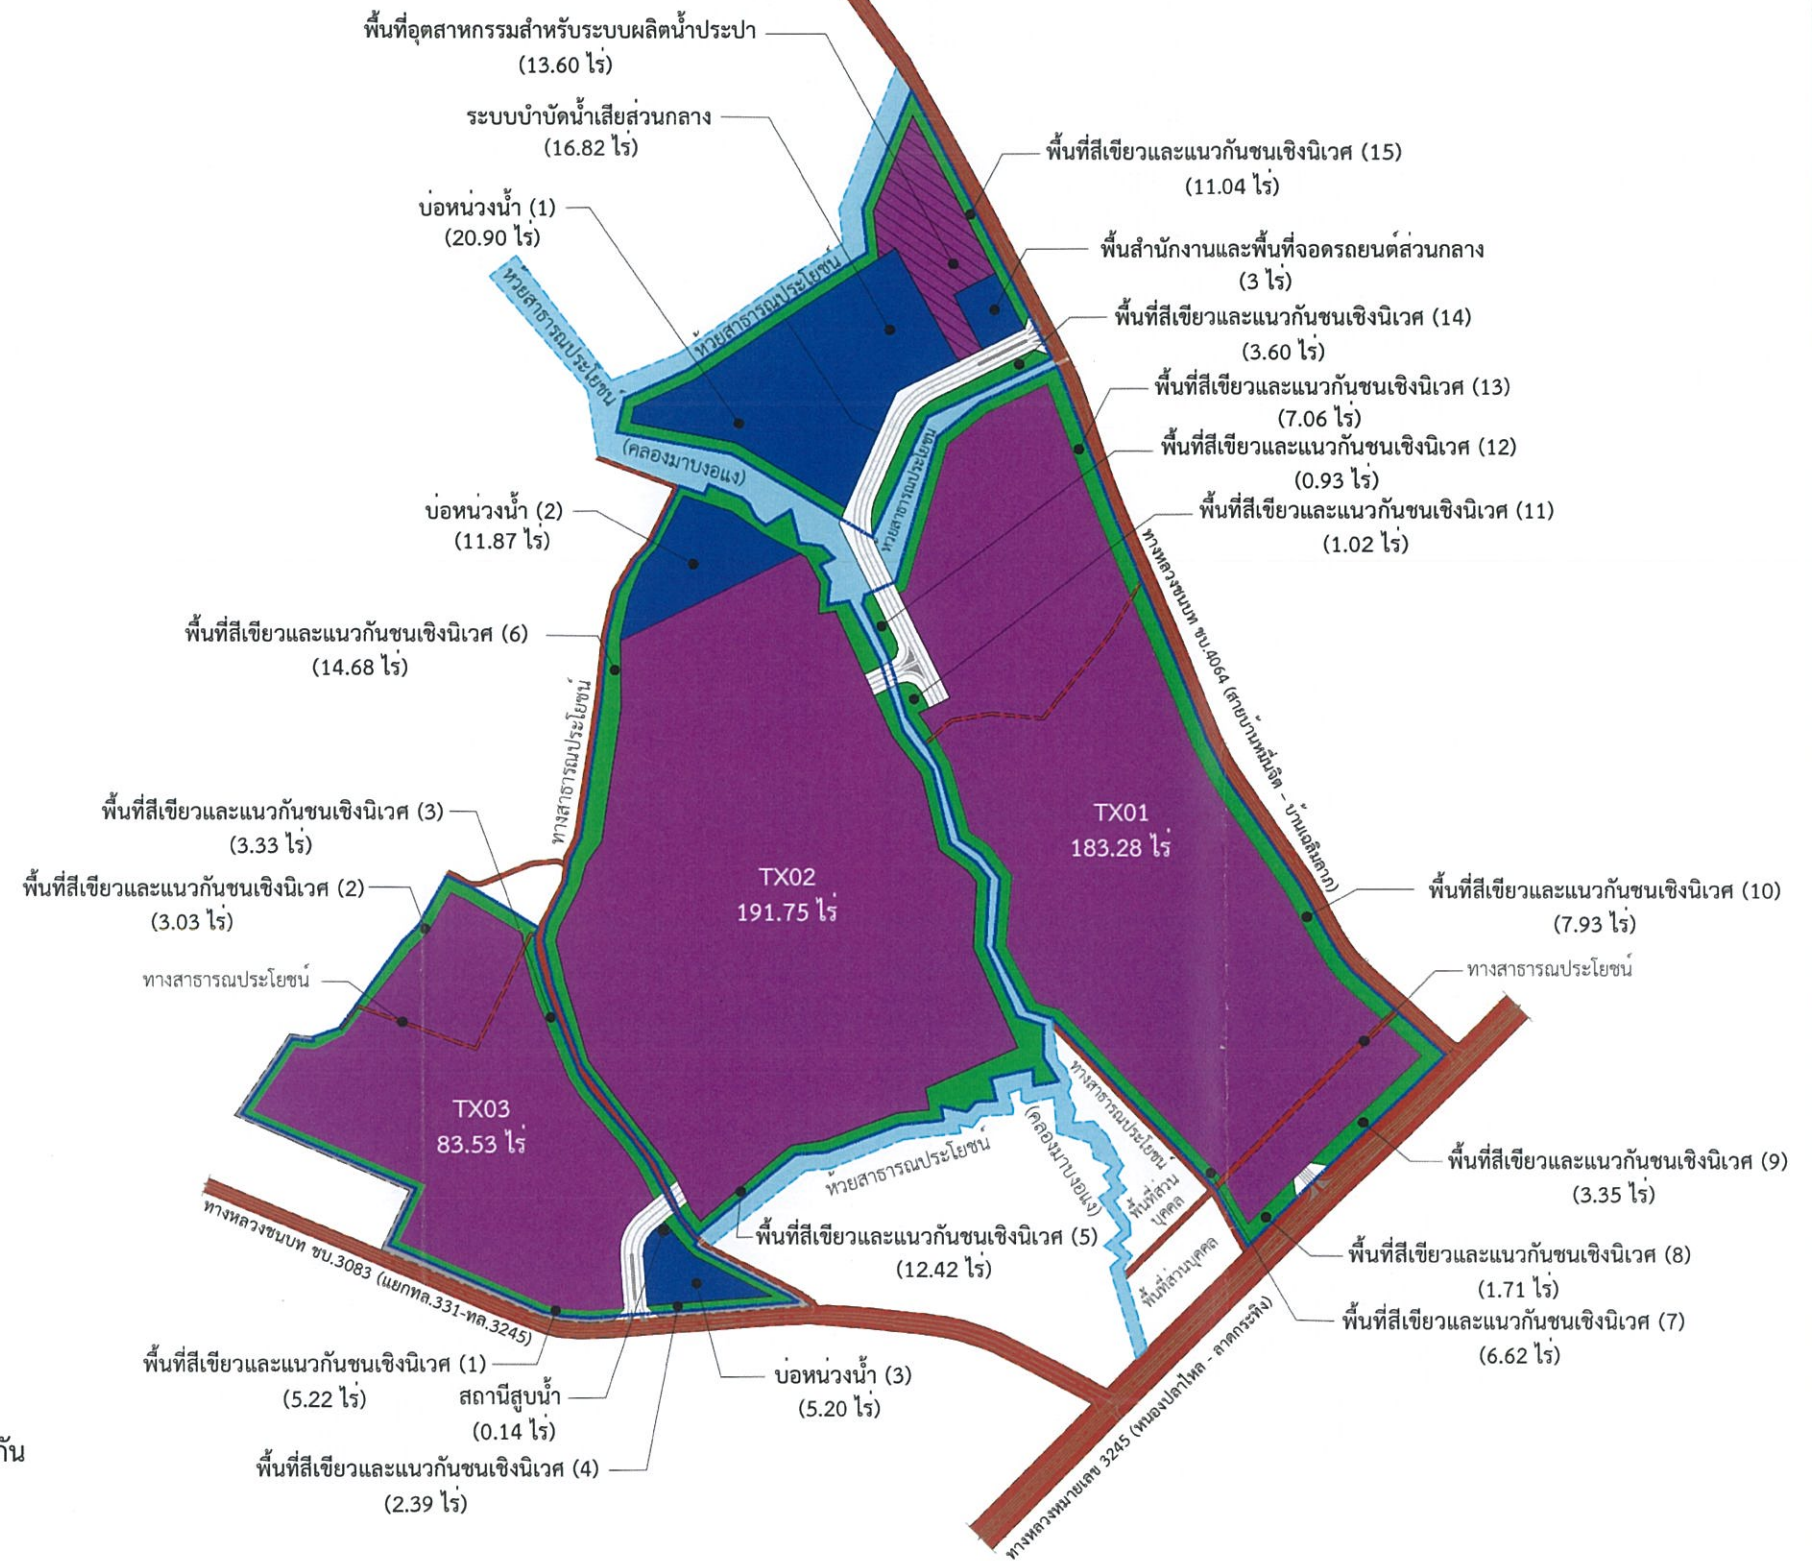 พื้นที่อุตสาหกรรมสำหรับระบบผลิตน้ำประปา
(13.60 ไร่)
ระบบบำบัดน้ำเสียส่วนกลาง
(16.82 ไร่)
บ่อหน่วงน้ำ (1)
(20.90 ไร่)
พื้นที่สีเขียวและแนวกันชนเชิงนิเวศ (15)
(11.04 ไร่)
พื้นสำนักงานและพื้นที่จอดรถยนต์ส่วนกลาง
(3 ไร่)
พื้นที่สีเขียวและแนวกันชนเชิงนิเวศ (14)
(3.60 ไร่)
พื้นที่สีเขียวและแนวกันชนเชิงนิเวศ (13)
(7.06 ไร่)
พื้นที่สีเขียวและแนวกันชนเชิงนิเวศ (12)
(0.93 ไร่)
พื้นที่สีเขียวและแนวกันชนเชิงนิเวศ (11)
(1.02 ไร่)
ห้วยสาธารณประโยชน์
ห้วยสาธารณประโยชน์
(คลองมาบงอแง)
ห้วยสาธารณประโยชน์
บ่อหน่วงน้ำ (2)
(11.87 ไร่)
พื้นที่สีเขียวและแนวกันชนเชิงนิเวศ (6)
(14.68 ไร่)
ทางสาธารณประโยชน์
ทางหลวงชนบท ชบ.4064 (สายบ้านหมื่นจิต - บ้านเฉลิมลาภ)
พื้นที่สีเขียวและแนวกันชนเชิงนิเวศ (3)
(3.33 ไร่)
พื้นที่สีเขียวและแนวกันชนเชิงนิเวศ (2)
(3.03 ไร่)
ทางสาธารณประโยชน์
TX01
183.28 ไร่
TX02
191.75 ไร่
TX03
83.53 ไร่
พื้นที่สีเขียวและแนวกันชนเชิงนิเวศ (10)
(7.93 ไร่)
ทางสาธารณประโยชน์
ทางสาธารณประโยชน์
ห้วยสาธารณประโยชน์
(คลองมาบงอแง)
พื้นที่ส่วน
บุคคล
พื้นที่ส่วนบุคคล
พื้นที่สีเขียวและแนวกันชนเชิงนิเวศ (9)
(3.35 ไร่)
พื้นที่สีเขียวและแนวกันชนเชิงนิเวศ (5)
(12.42 ไร่)
พื้นที่สีเขียวและแนวกันชนเชิงนิเวศ (8)
(1.71 ไร่)
พื้นที่สีเขียวและแนวกันชนเชิงนิเวศ (7)
(6.62 ไร่)
ทางหลวงชนบท ชบ.3083 (แยกทล.331-ทล.3245)
ทางหลวงหมายเลข 3245 (หนองปลาไหล - ลาดกระทิง)
พื้นที่สีเขียวและแนวกันชนเชิงนิเวศ (1)
(5.22 ไร่)
สถานีสูบน้ำ
(0.14 ไร่)
บ่อหน่วงน้ำ (3)
(5.20 ไร่)
พื้นที่สีเขียวและแนวกันชนเชิงนิเวศ (4)
(2.39 ไร่)
กัน